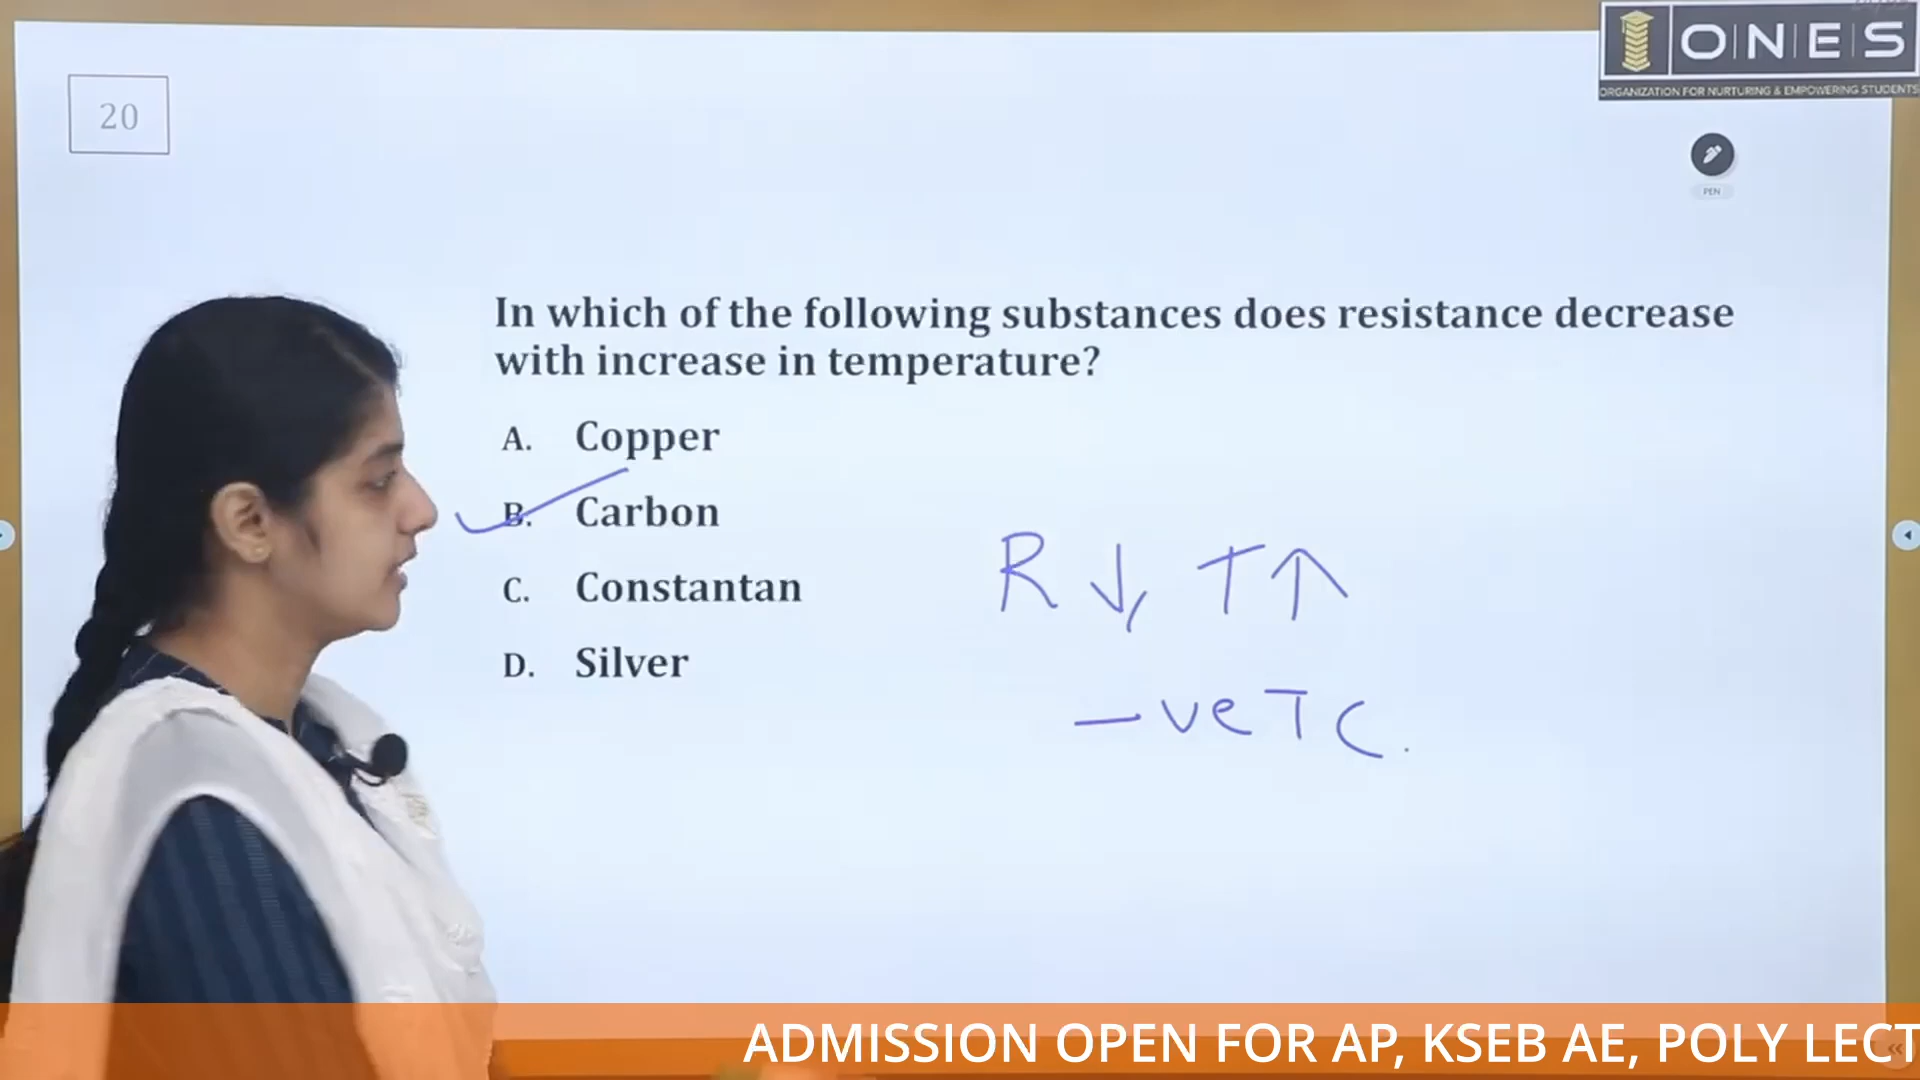 ONES
ORGANIZATION FOR NURTURING & EMPOWERING STUDENTS
20
PEN
In which of the following substances does resistance decrease
with increase in temperature?
A. Copper
B. Carbon
C. Constantan
D. Silver
R ↓, T ↑
-ve TC.
ADMISSION OPEN FOR AP, KSEB AE, POLY LECT